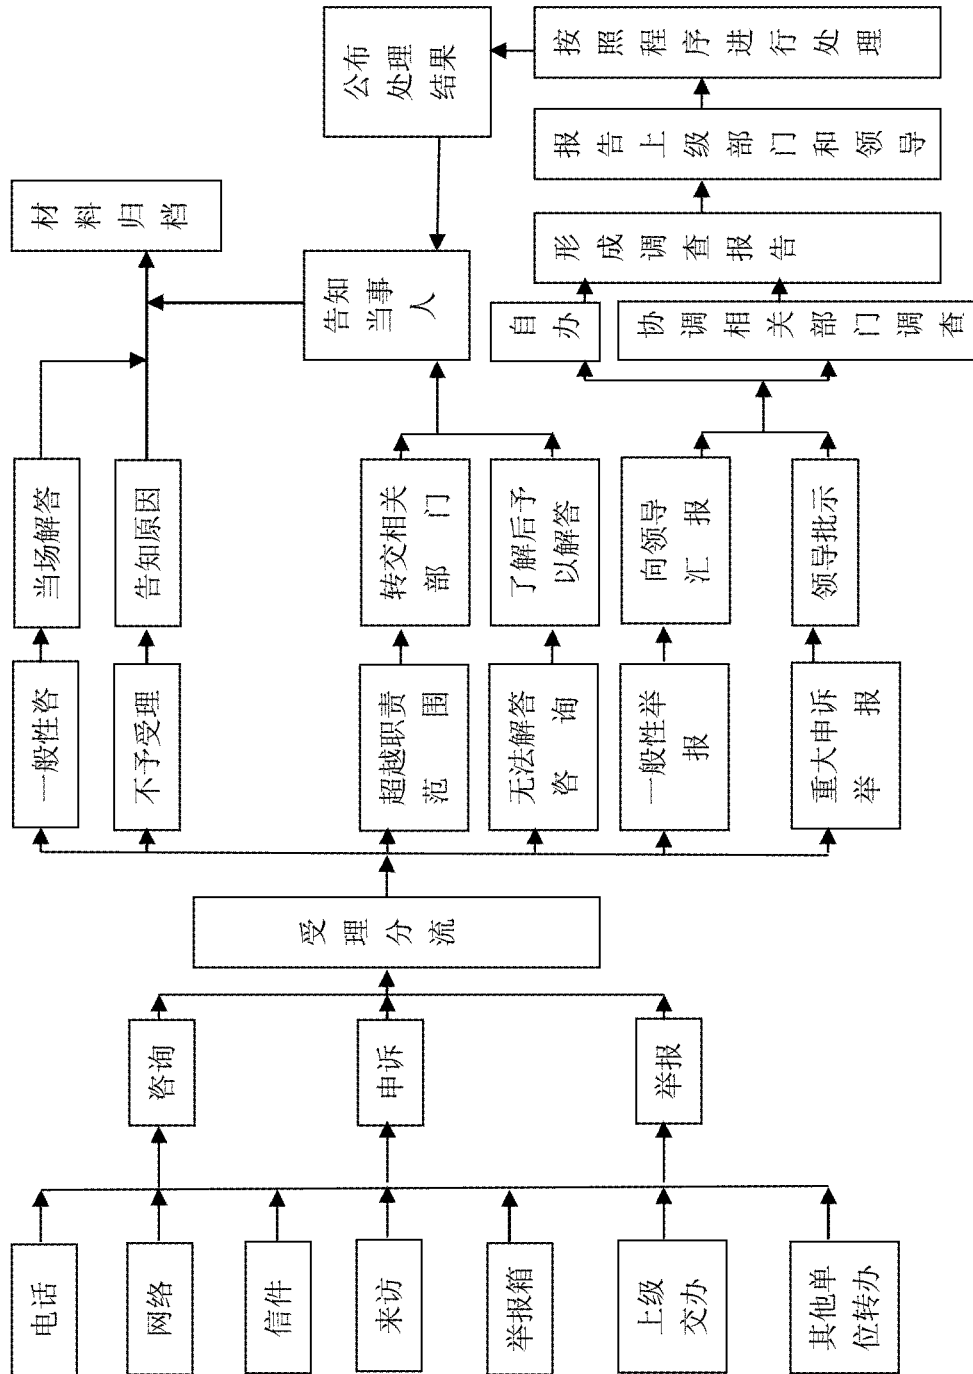 电话
网络
信件
来访
举报箱
上级
交办
其他单
位转办
咨询
申诉
举报
受理分流
一般性咨
不予受理
超越职责
范围
无法解答
咨询
一般性举
报
重大申诉
举报
当场解答
告知原因
转交相关
部门
了解后予
以解答
向领导
汇报
领导批示
自办
协调相关部门调查
形成调查报告
报告上级部门和领导
按照程序进行处理
公布
处理
结果
告知
当事
人
材料归档